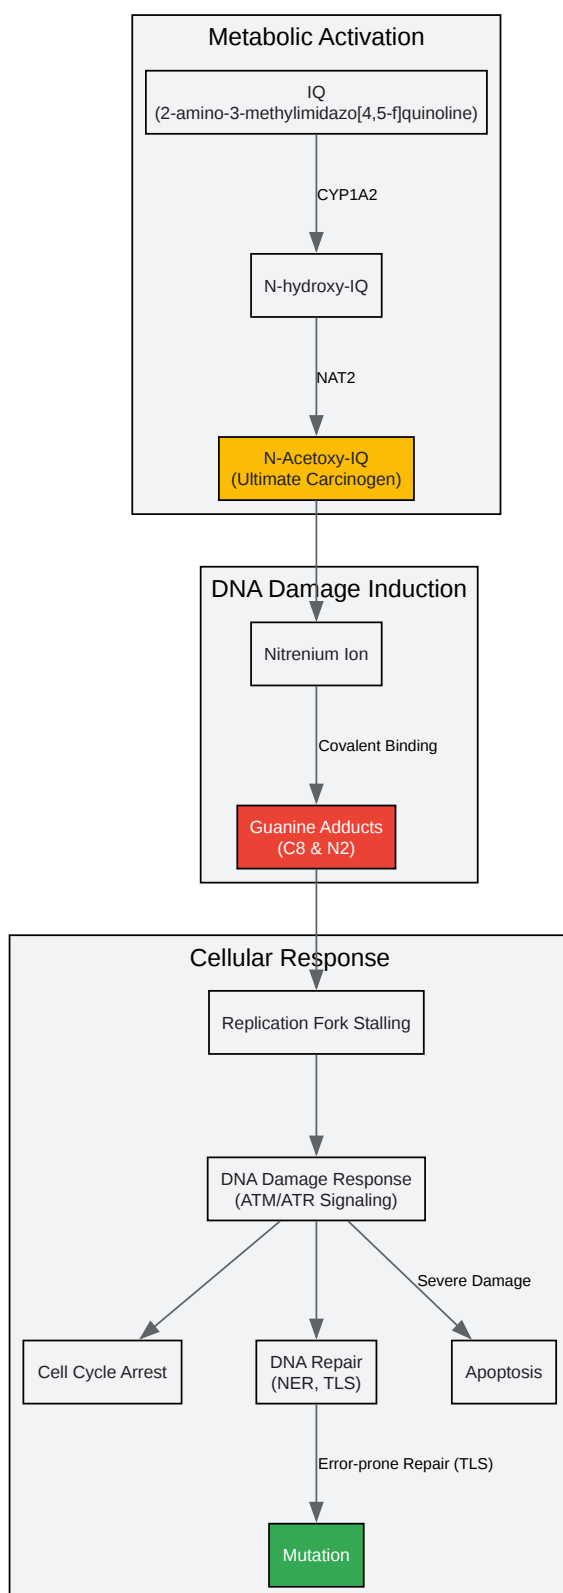 Metabolic Activation
IQ
(2-amino-3-methylimidazo[4,5-f]quinoline)
CYP1A2
N-hydroxy-IQ
NAT2
N-Acetoxy-IQ
(Ultimate Carcinogen)
DNA Damage Induction
Nitrenium Ion
Covalent Binding
Guanine Adducts
(C8 & N2)
Cellular Response
Replication Fork Stalling
DNA Damage Response
(ATM/ATR Signaling)
Severe Damage
Cell Cycle Arrest
DNA Repair
(NER, TLS)
Apoptosis
Error-prone Repair (TLS)
Mutation